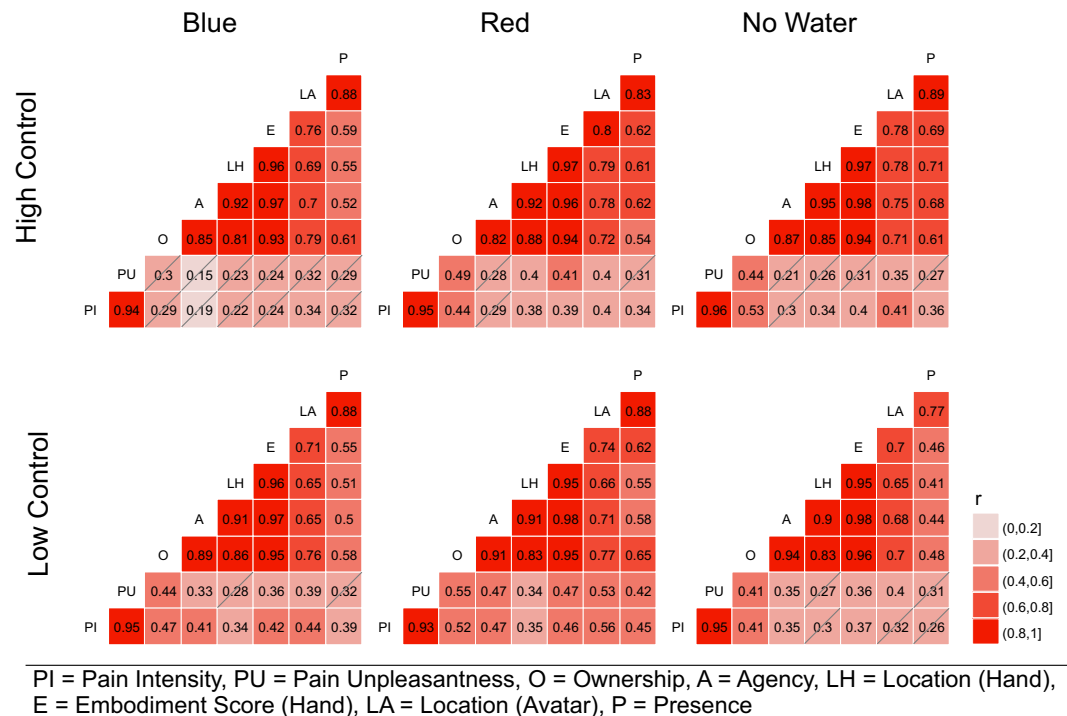 Blue Red No Water
High Control
P P P
LA 0.88 LA 0.83 LA 0.89
E 0.76 0.59 E 0.8 0.62 E 0.78 0.69
LH 0.96 0.69 0.55 LH 0.97 0.79 0.61 LH 0.97 0.78 0.71
A 0.92 0.97 0.7 0.52 A 0.92 0.96 0.78 0.62 A 0.95 0.98 0.75 0.68
O 0.85 0.81 0.93 0.79 0.61 O 0.82 0.88 0.94 0.72 0.54 O 0.87 0.85 0.94 0.71 0.61
PU 0.3 0.15 0.23 0.24 0.32 0.29 PU 0.49 0.28 0.4 0.41 0.4 0.31 PU 0.44 0.21 0.26 0.31 0.35 0.27
PI 0.94 0.29 0.19 0.22 0.24 0.34 0.32 PI 0.95 0.44 0.29 0.38 0.39 0.4 0.34 PI 0.96 0.53 0.3 0.34 0.4 0.41 0.36
Low Control
P P P
LA 0.88 LA 0.88 LA 0.77
E 0.71 0.55 E 0.74 0.62 E 0.7 0.46
LH 0.96 0.65 0.51 LH 0.95 0.66 0.55 LH 0.95 0.65 0.41
A 0.91 0.97 0.65 0.5 A 0.91 0.98 0.71 0.58 A 0.9 0.98 0.68 0.44
O 0.89 0.86 0.95 0.76 0.58 O 0.91 0.83 0.95 0.77 0.65 O 0.94 0.83 0.96 0.7 0.48
PU 0.44 0.33 0.28 0.36 0.39 0.32 PU 0.55 0.47 0.34 0.47 0.53 0.42 PU 0.41 0.35 0.27 0.36 0.4 0.31
PI 0.95 0.47 0.41 0.34 0.42 0.44 0.39 PI 0.93 0.52 0.47 0.35 0.46 0.56 0.45 PI 0.95 0.41 0.35 0.3 0.37 0.32 0.26
r
(0,0.2]
(0.2,0.4]
(0.4,0.6]
(0.6,0.8]
(0.8,1]
PI = Pain Intensity, PU = Pain Unpleasantness, O = Ownership, A = Agency, LH = Location (Hand),
E = Embodiment Score (Hand), LA = Location (Avatar), P = Presence